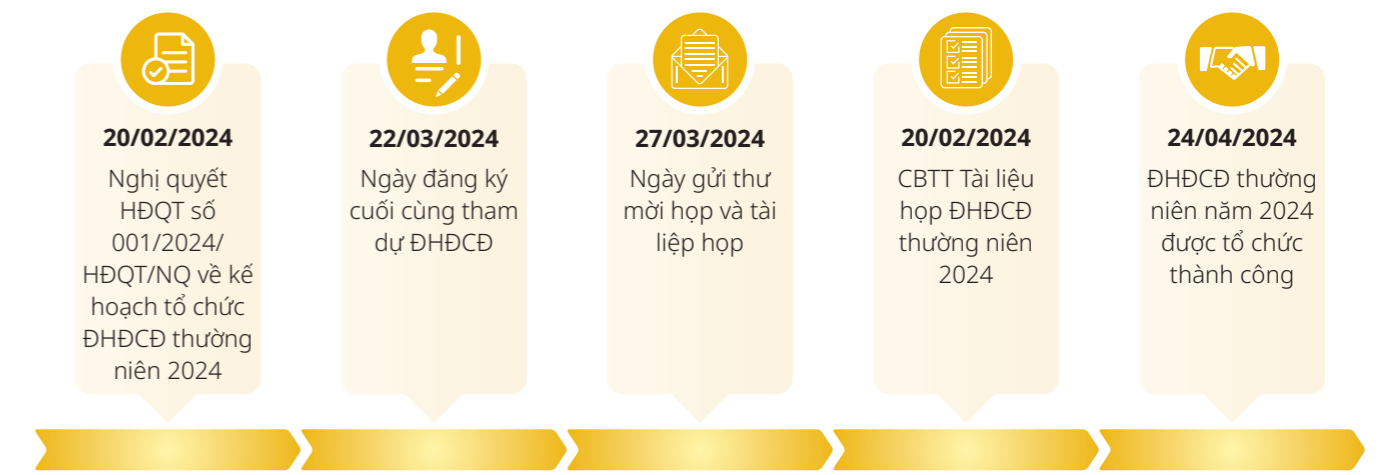 20/02/2024
Nghị quyết
HĐQT số
001/2024/
HĐQT/NQ về kế
hoạch tổ chức
ĐHĐCĐ thường
niên 2024
22/03/2024
Ngày đăng ký
cuối cùng tham
dự ĐHĐCĐ
27/03/2024
Ngày gửi thư
mời họp và tài
liệp họp
20/02/2024
CBTT Tài liệu
họp ĐHĐCĐ
thường niên
2024
24/04/2024
ĐHĐCĐ thường
niên năm 2024
được tổ chức
thành công